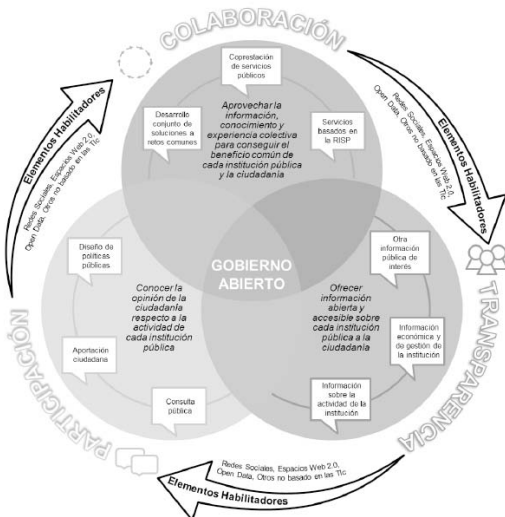 COLABORACIÓN
Coprestación
de servicios
públicos
Desarrollo
conjunto de
soluciones a
retos comunes
Aprovechar la
información,
conocimiento y
experiencia colectiva
para conseguir el
beneficio común de
cada institución pública
y la ciudadanía
Servicios
basados en
la RISP
Elementos Habilitadores
Redes Sociales, Espacios Web 2.0,
Open Data, Otros no basado en las TIc
Elementos Habilitadores
Redes Sociales, Espacios Web 2.0,
Open Data, Otros no basado en las TIc
GOBIERNO
ABIERTO
Diseño de
políticas
públicas
Conocer la
opinión de la
ciudadanía
respecto a la
actividad de
cada institución
pública
Aportación
ciudadana
Consulta
pública
PARTICIPACIÓN
Otra
información
pública de
interés
Ofrecer
información
abierta y
accesible sobre
cada institución
pública a la
ciudadanía
Información
económica y de
gestión de la
institución
Información
sobre la
actividad de la
institución
TRANSPARENCIA
Redes Sociales, Espacios Web 2.0,
Open Data, Otros no basado en las TIc
Elementos Habilitadores